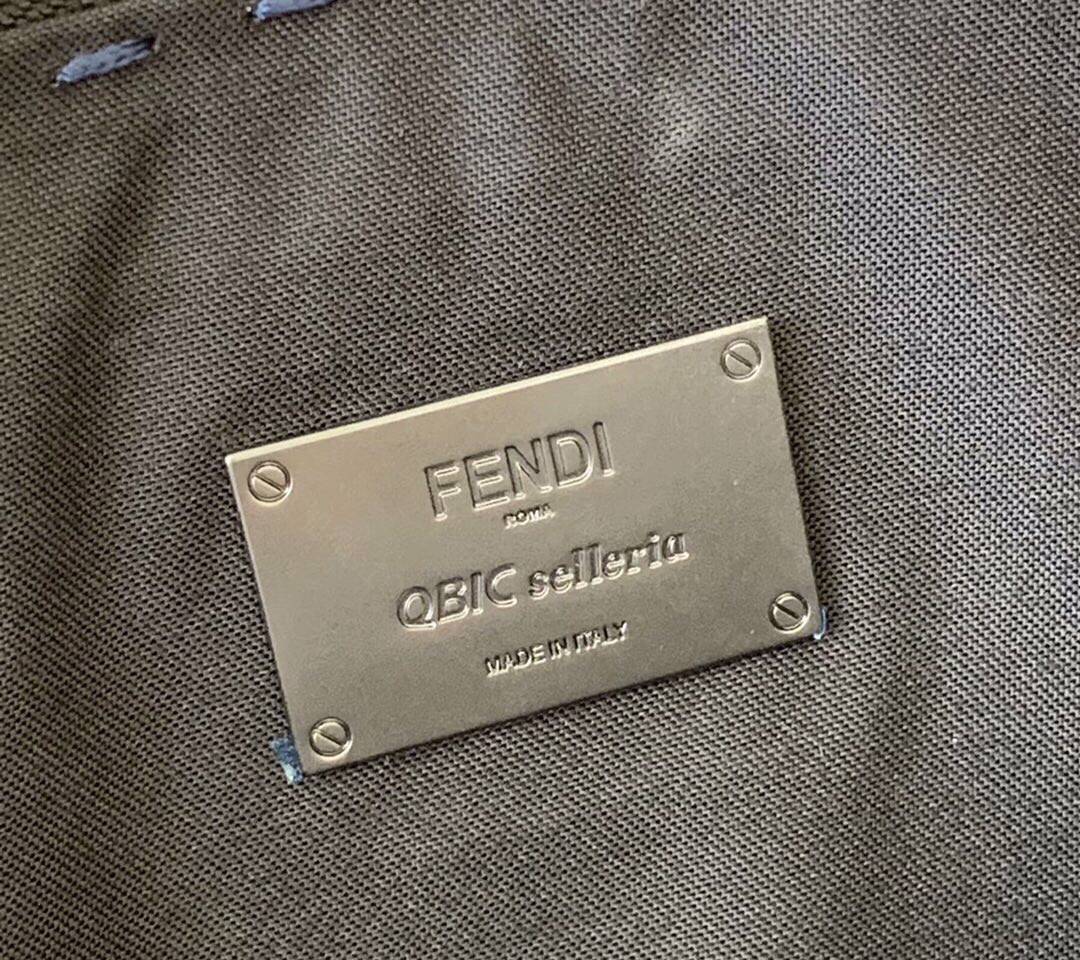 FENDI
ROMA
QBIC selleria
MADE IN ITALY